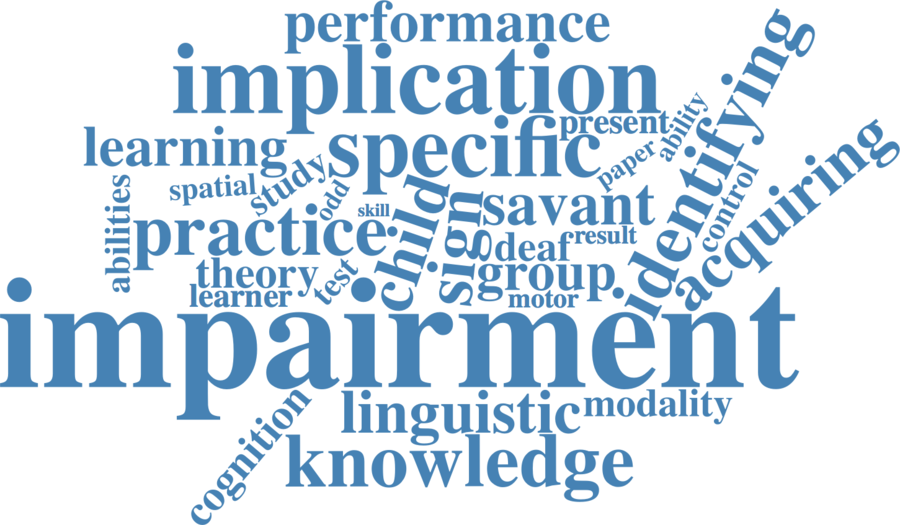 performance
implication
identifying
learning
specific
present
ability
paper
acquiring
spatial
study
odd
abilities
practice
skill
child
sign
savant
control
deaf
result
theory
test
group
learner
motor
impairment
cognition
linguistic
modality
knowledge